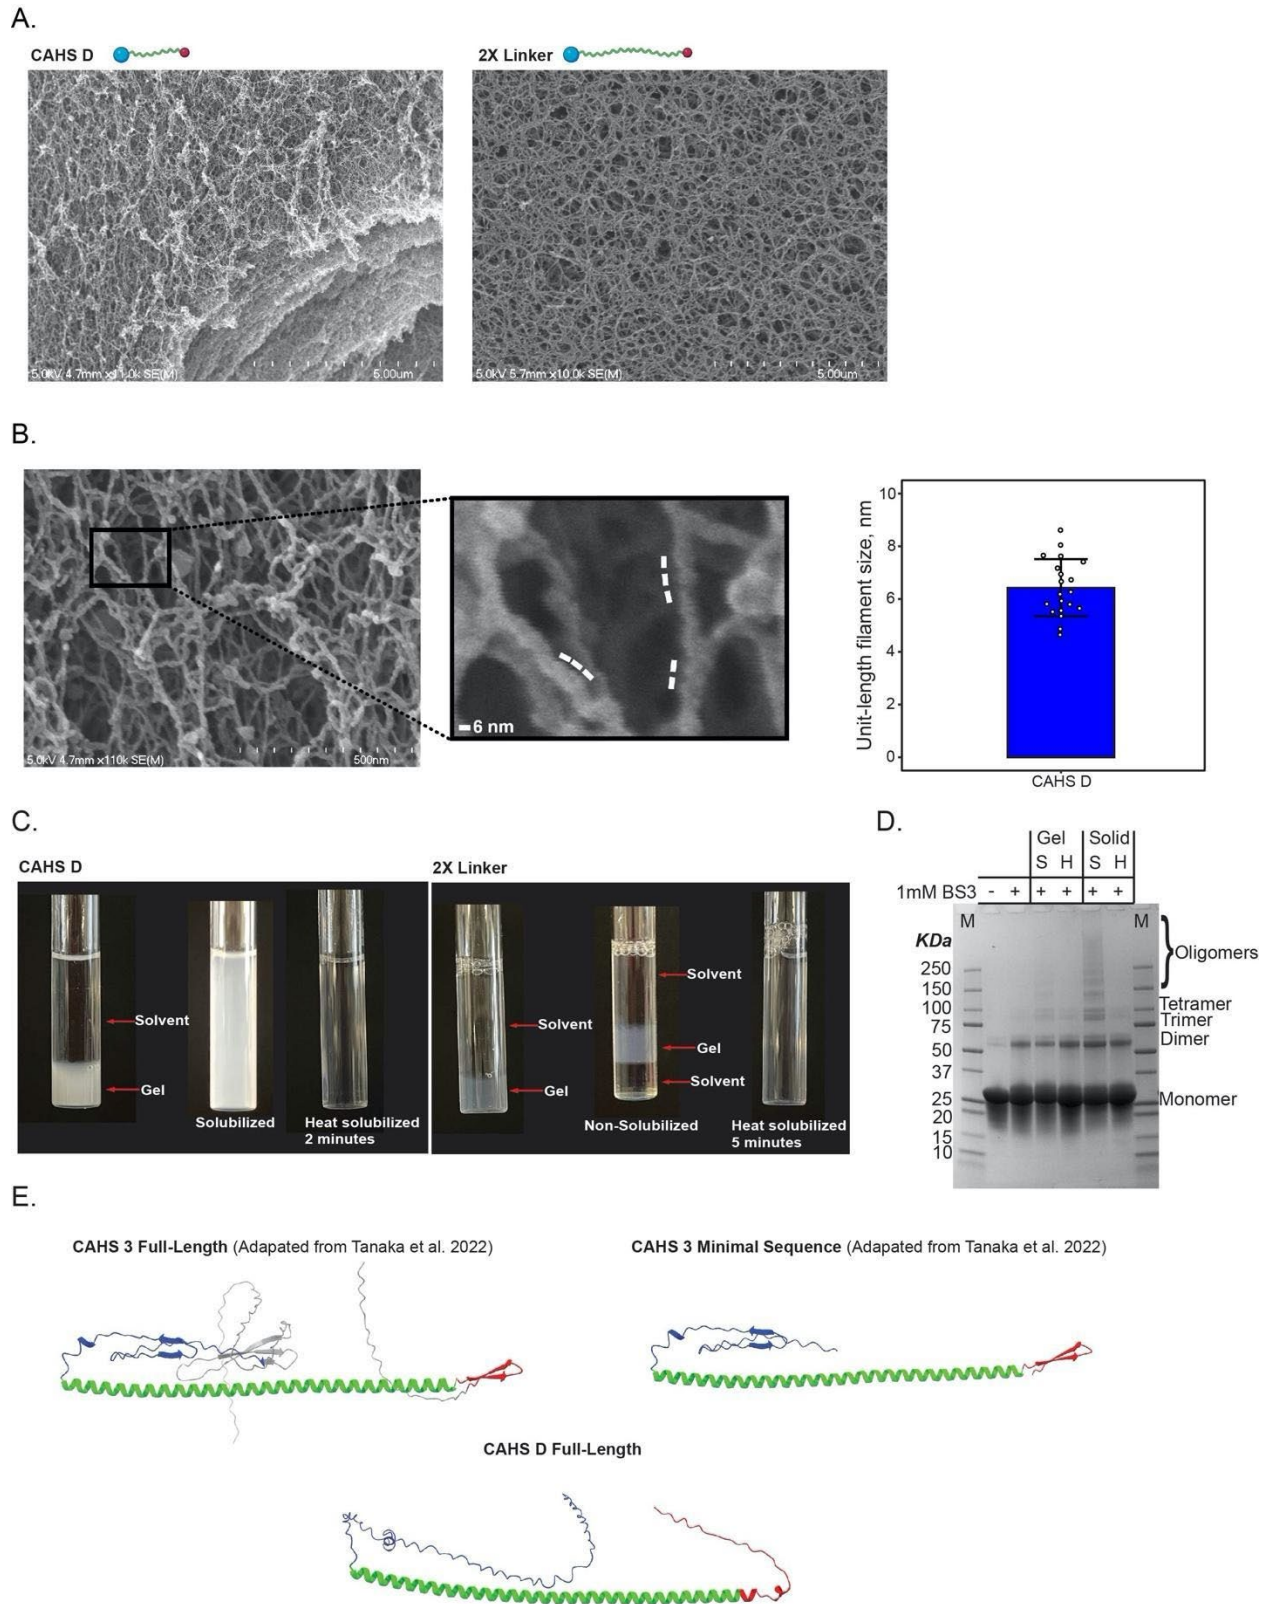 A.
CAHS D
2X Linker
5.0kV 4.7mm x11.0k SE(M) 5.00um
5.0kV 5.7mm x10.0k SE(M) 5.00um
B.
5.0kV 4.7mm x110k SE(M) 500nm
6 nm
Unit-length filament size, nm
10
8
6
4
2
0
CAHS D
C.
CAHS D
Solvent
Gel
Solubilized
Heat solubilized
2 minutes
2X Linker
Solvent
Gel
Solvent
Gel
Solvent
Non-Solubilized
Heat solubilized
5 minutes
D.
Gel Solid
S H S H
1mM BS3 - + + + + +
M M
KDa
250
150
100
75
50
37
25
20
15
10
Oligomers
Tetramer
Trimer
Dimer
Monomer
E.
CAHS 3 Full-Length (Adapated from Tanaka et al. 2022)
CAHS 3 Minimal Sequence (Adapated from Tanaka et al. 2022)
CAHS D Full-Length